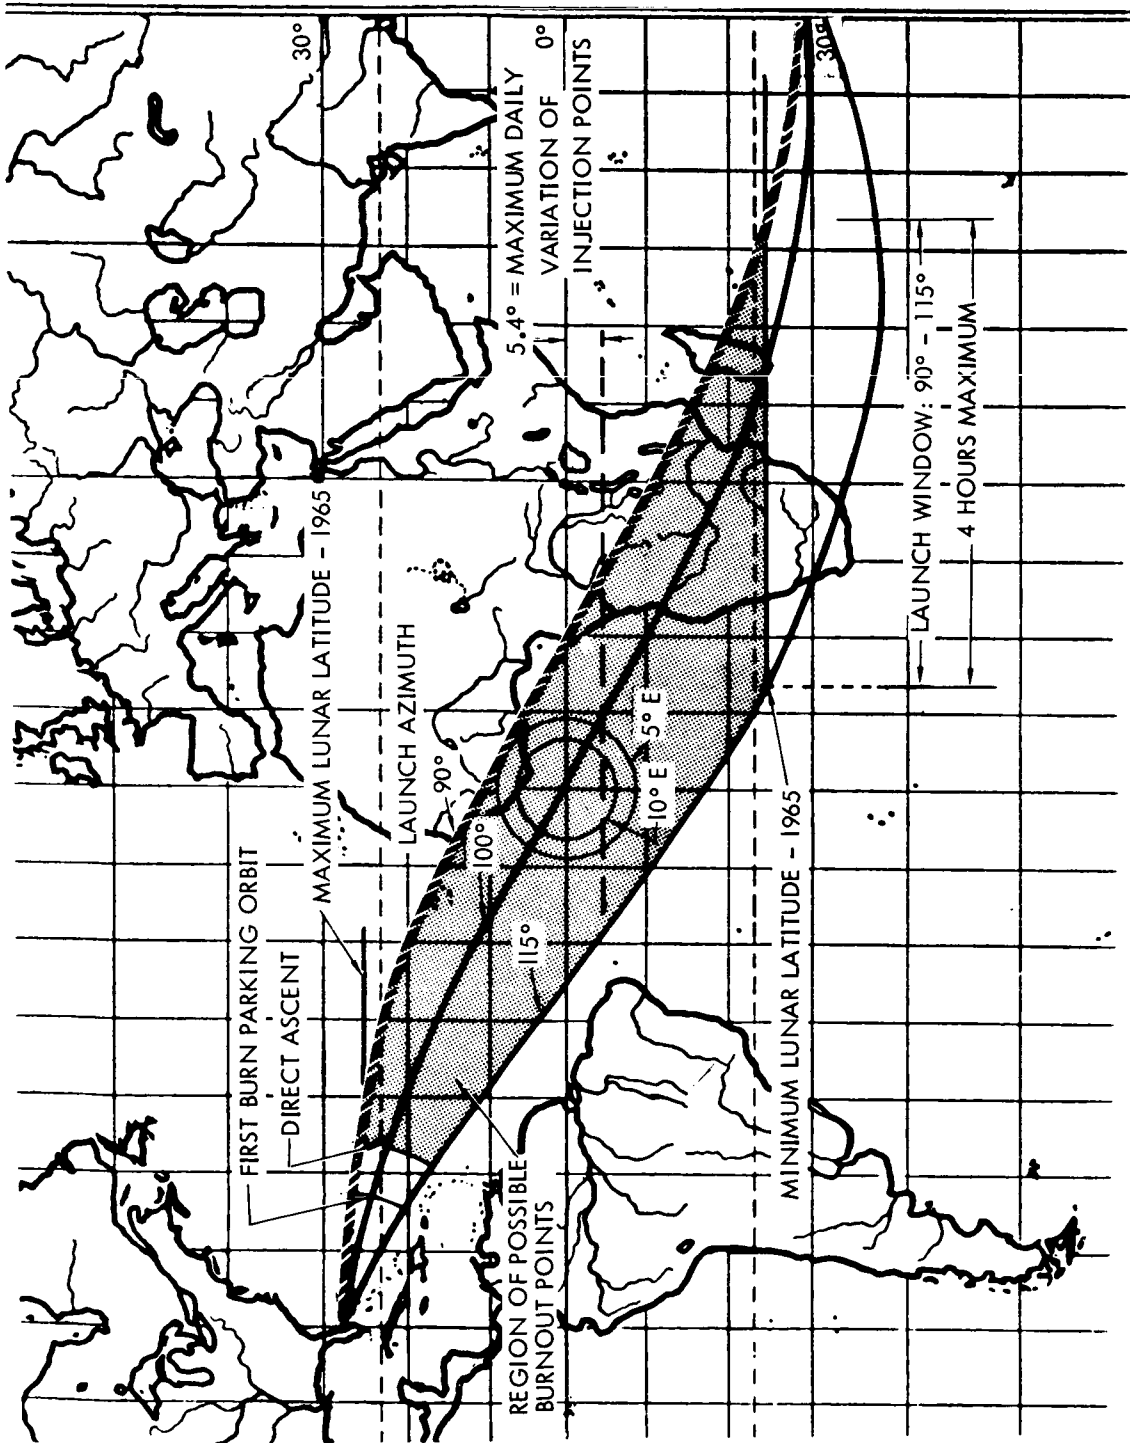 30°
0°
30°
5.4° = MAXIMUM DAILY
VARIATION OF
INJECTION POINTS
MAXIMUM LUNAR LATITUDE - 1965
LAUNCH AZIMUTH
90°
100°
115°
FIRST BURN PARKING ORBIT
DIRECT ASCENT
5° E
10° E
REGION OF POSSIBLE
BURNOUT POINTS
MINIMUM LUNAR LATITUDE - 1965
LAUNCH WINDOW: 90° - 115°
4 HOURS MAXIMUM